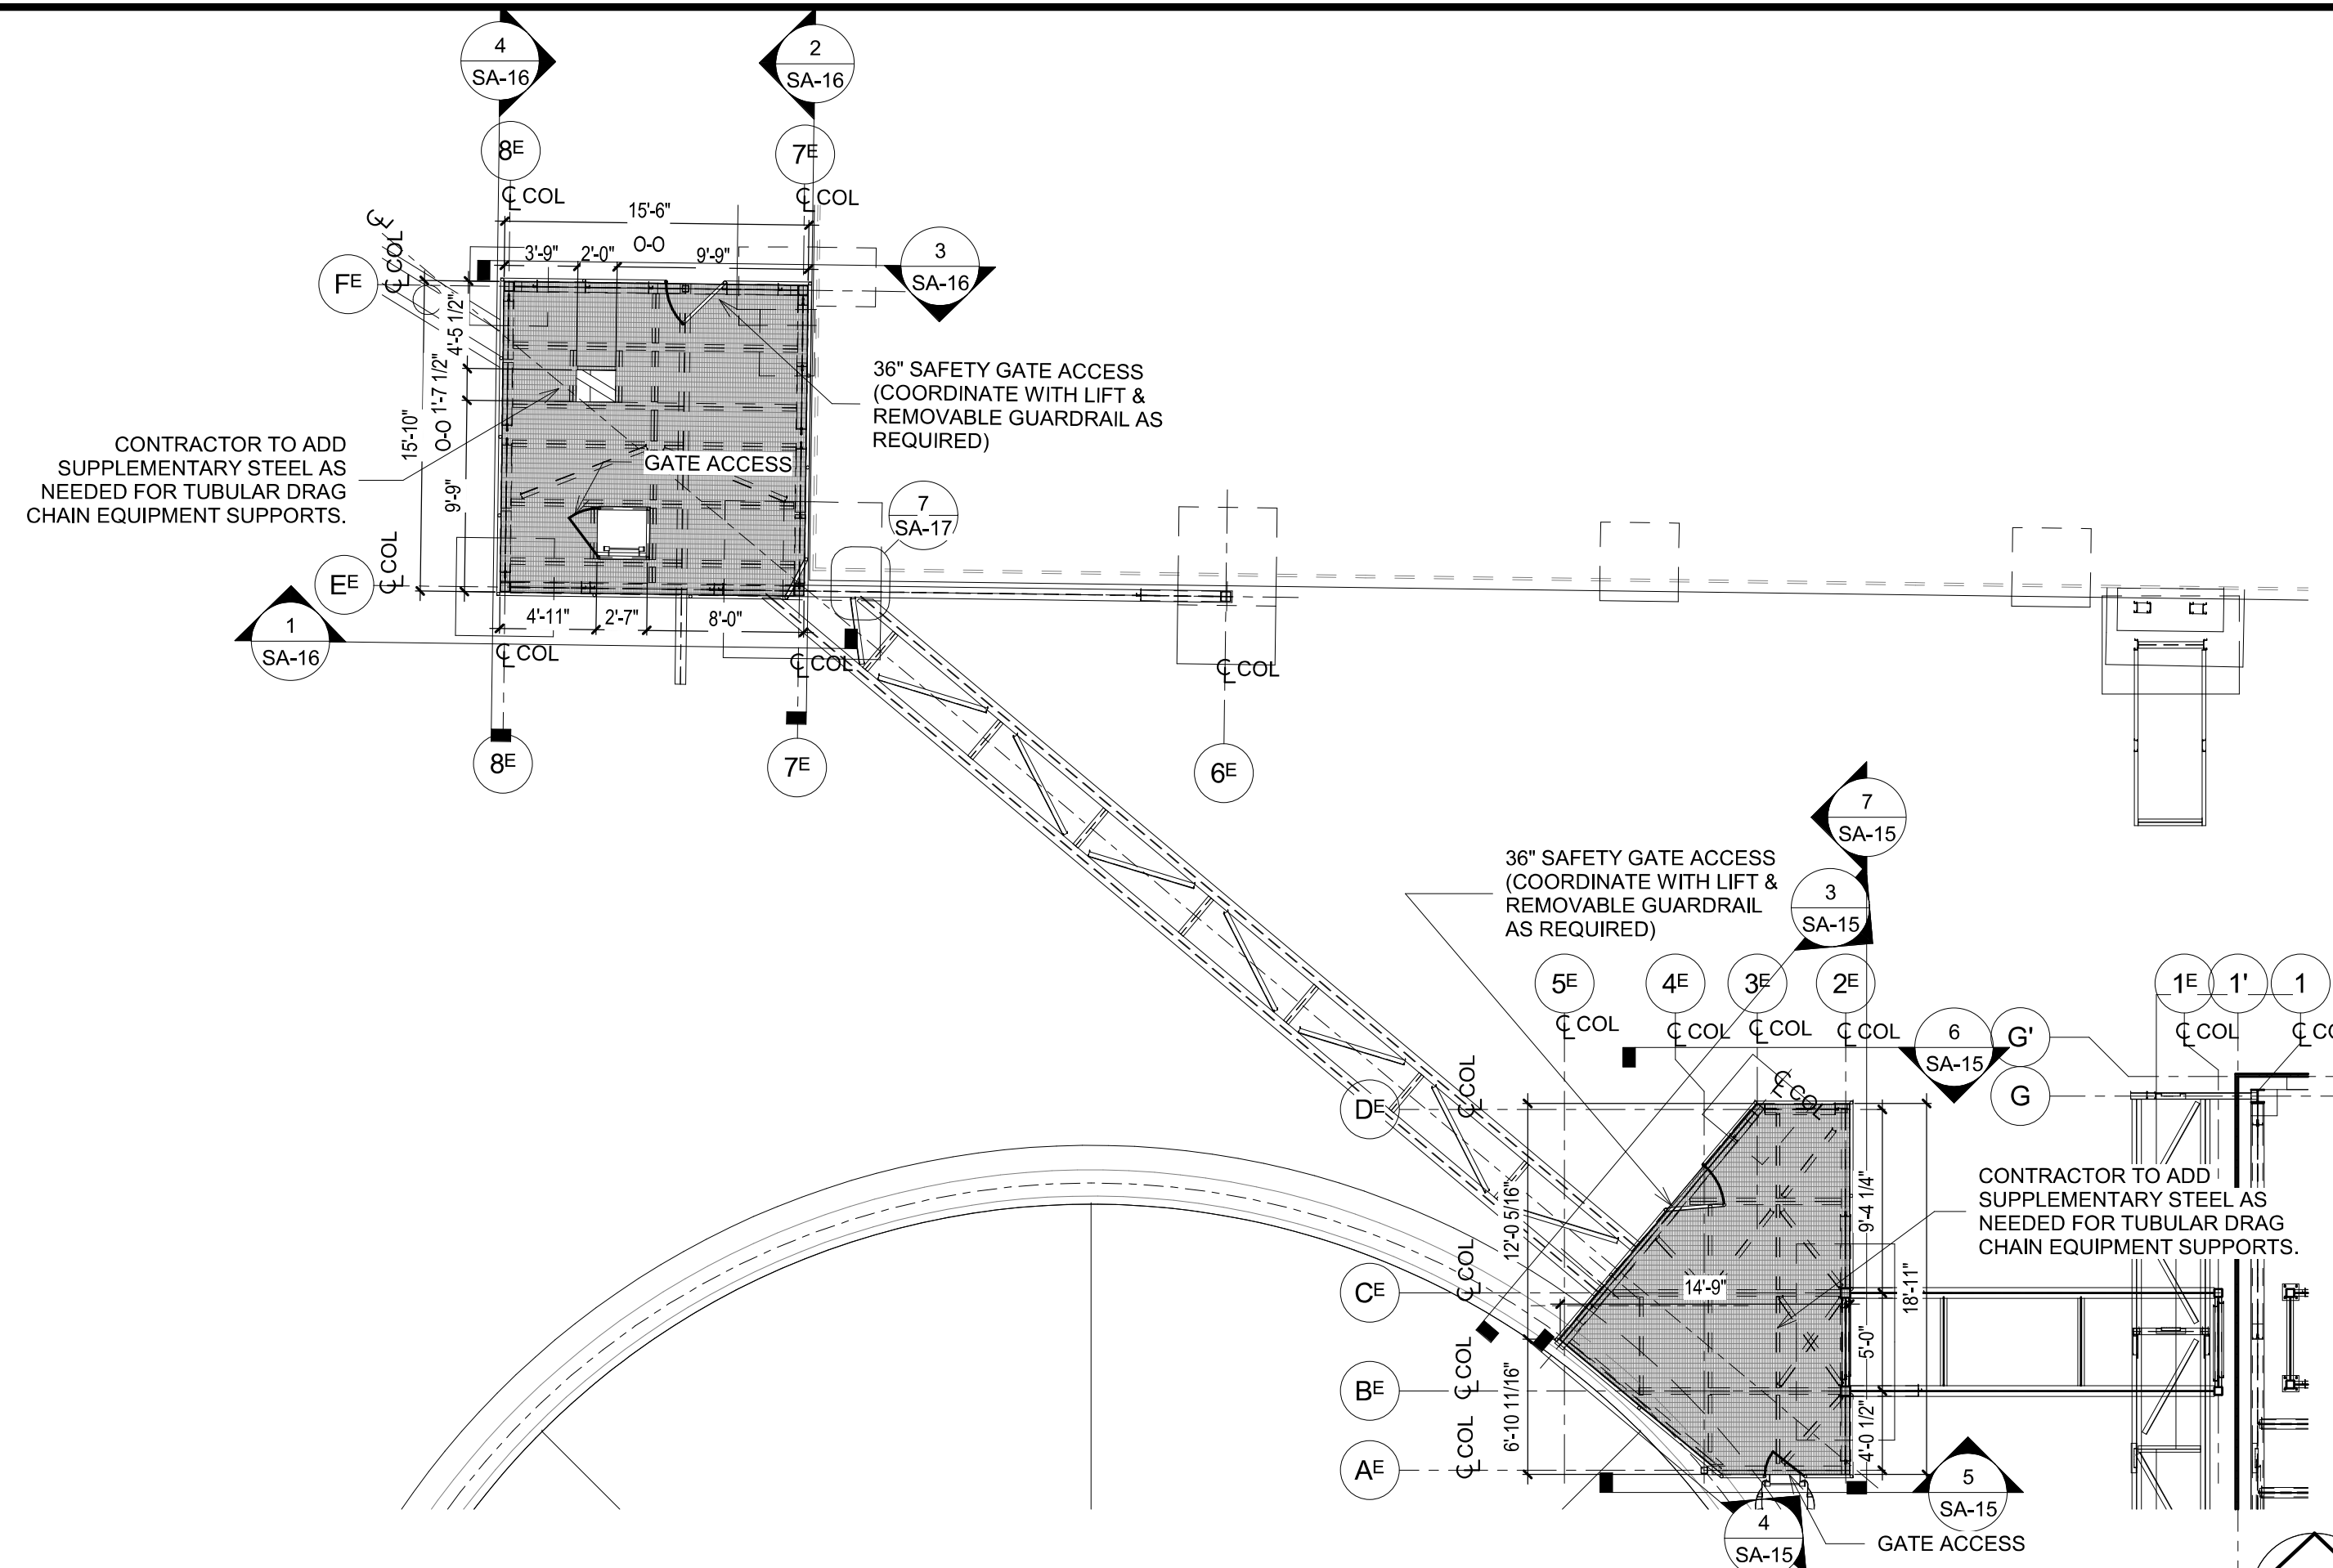 4
SA-16
2
SA-16
8E
7E
℄ COL
℄ COL
15'-6"
O-O
3'-9"
2'-0"
9'-9"
3
SA-16
℄
℄ COL
FE
4'-5 1/2"
1'-7 1/2"
O-O
15'-10"
9'-9"
36" SAFETY GATE ACCESS
(COORDINATE WITH LIFT &
REMOVABLE GUARDRAIL AS
REQUIRED)
CONTRACTOR TO ADD
SUPPLEMENTARY STEEL AS
NEEDED FOR TUBULAR DRAG
CHAIN EQUIPMENT SUPPORTS.
GATE ACCESS
7
SA-17
EE
℄ COL
1
SA-16
4'-11"
2'-7"
8'-0"
℄ COL
℄ COL
℄ COL
8E
7E
6E
7
SA-15
36" SAFETY GATE ACCESS
(COORDINATE WITH LIFT &
REMOVABLE GUARDRAIL
AS REQUIRED)
3
SA-15
5E
4E
3E
2E
1E
1'
1
℄ COL
℄ COL
℄ COL
℄ COL
℄ COL
6
SA-15
G'
G
DE
℄ COL
℄ COL
12'-0 5/16"
9'-4 1/4"
CONTRACTOR TO ADD
SUPPLEMENTARY STEEL AS
NEEDED FOR TUBULAR DRAG
CHAIN EQUIPMENT SUPPORTS.
CE
℄ COL
14'-9"
18'-11"
5'-0"
BE
℄ COL
6'-10 11/16"
4'-0 1/2"
AE
℄ COL
5
SA-15
4
SA-15
GATE ACCESS